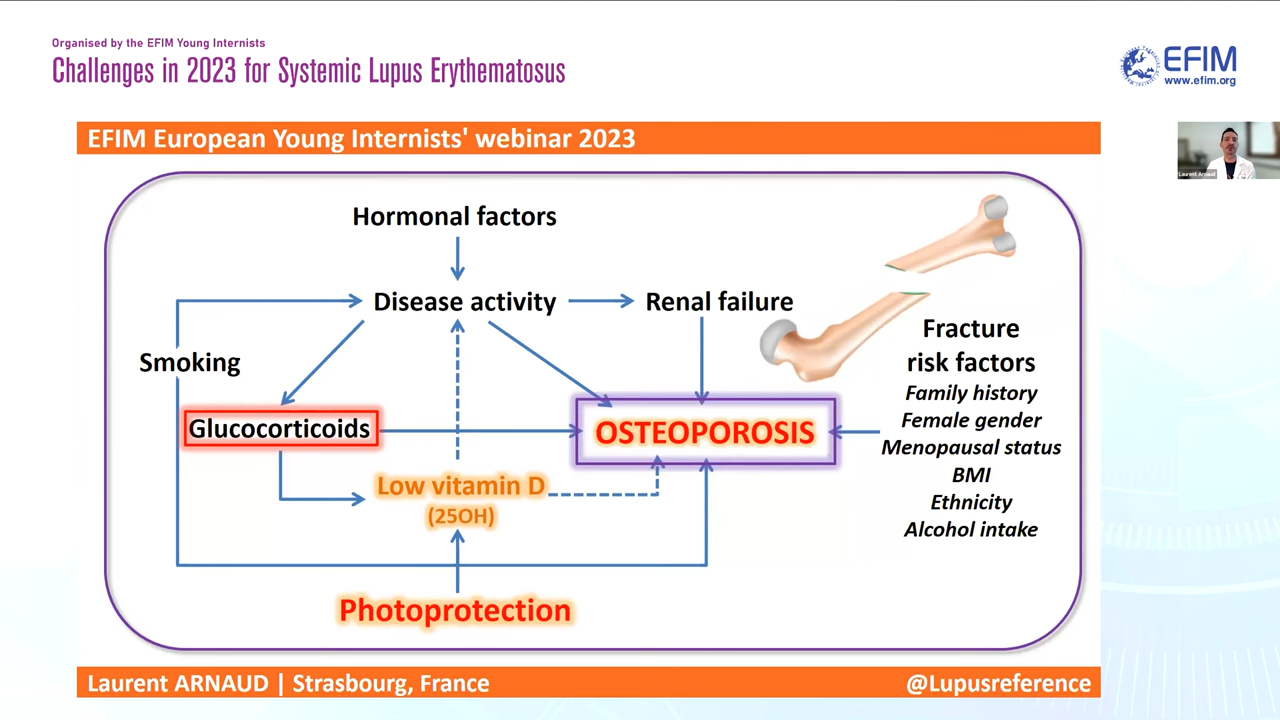 Organised by the EFIM Young Internists
Challenges in 2023 for Systemic Lupus Erythematosus
EFIM
www.efim.org
EFIM European Young Internists' webinar 2023
Laurent Arnaud
Hormonal factors
Disease activity
Renal failure
Smoking
Fracture
risk factors
Family history
Female gender
Menopausal status
BMI
Ethnicity
Alcohol intake
Glucocorticoids
OSTEOPOROSIS
Low vitamin D
(25OH)
Photoprotection
Laurent ARNAUD | Strasbourg, France
@Lupusreference